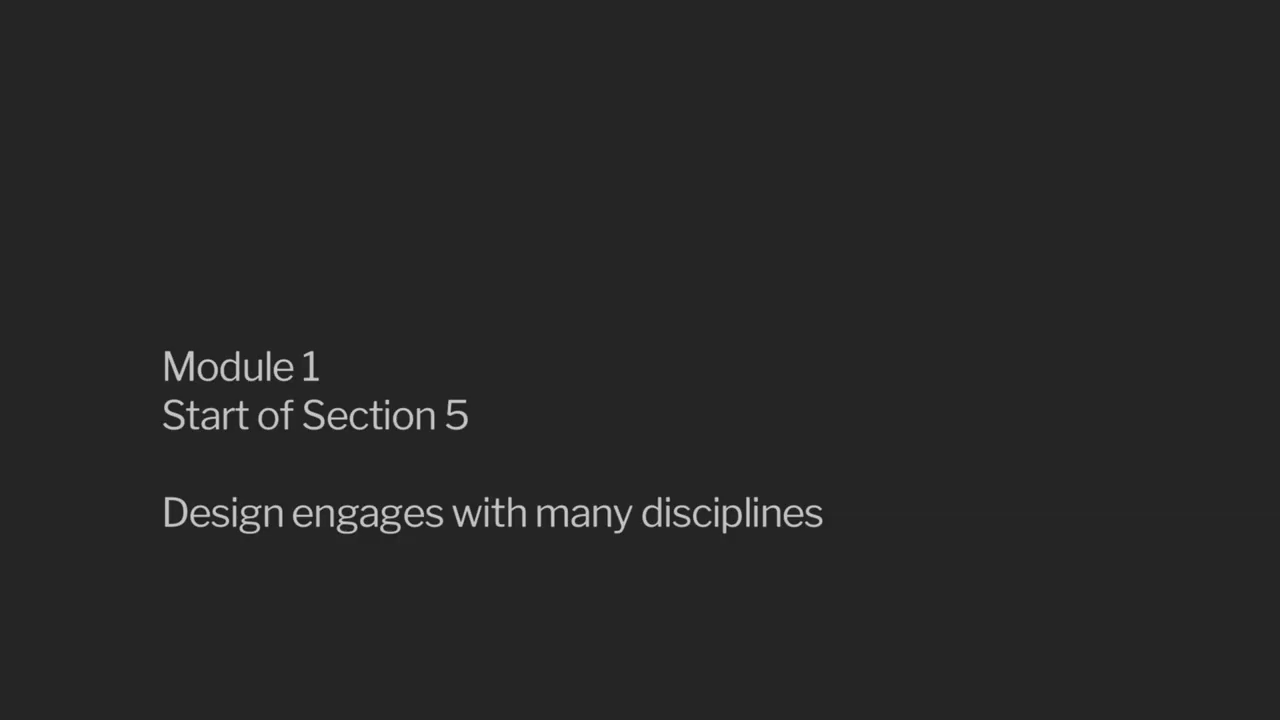 Module 1
Start of Section 5
Design engages with many disciplines